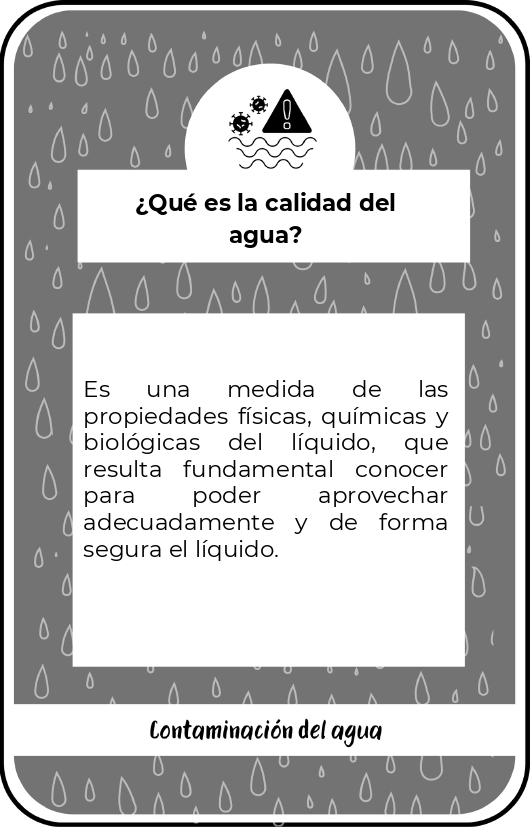 ¿Qué es la calidad del
agua?
Es una medida de las
propiedades físicas, químicas y
biológicas del líquido, que
resulta fundamental conocer
para poder aprovechar
adecuadamente y de forma
segura el líquido.
Contaminación del agua